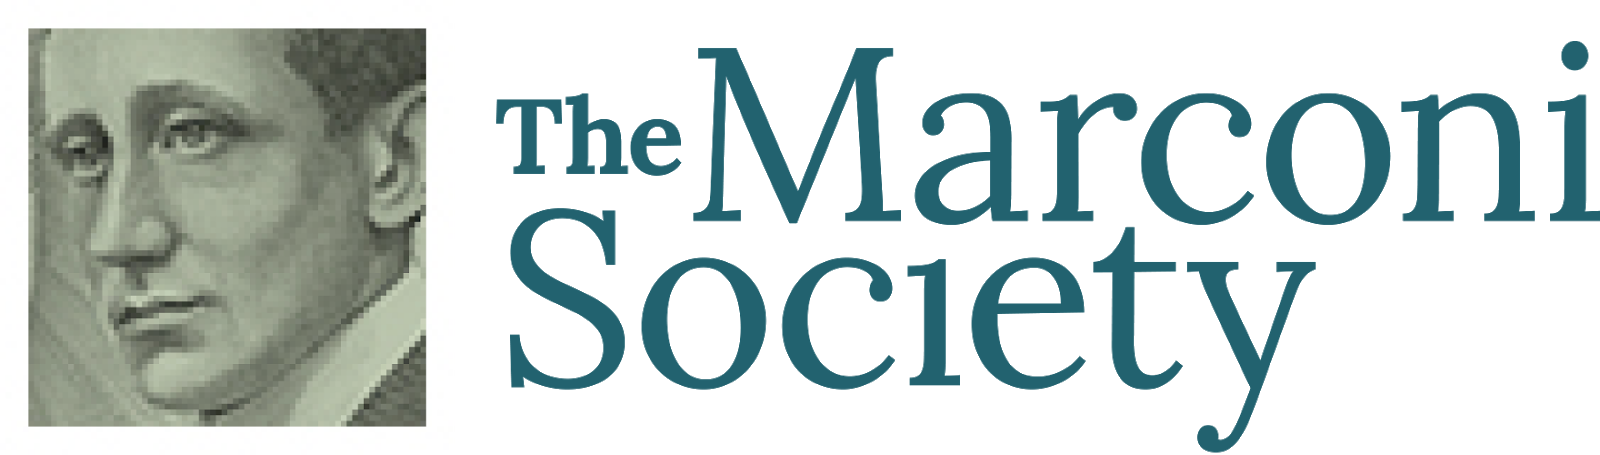 The Marconi
Society